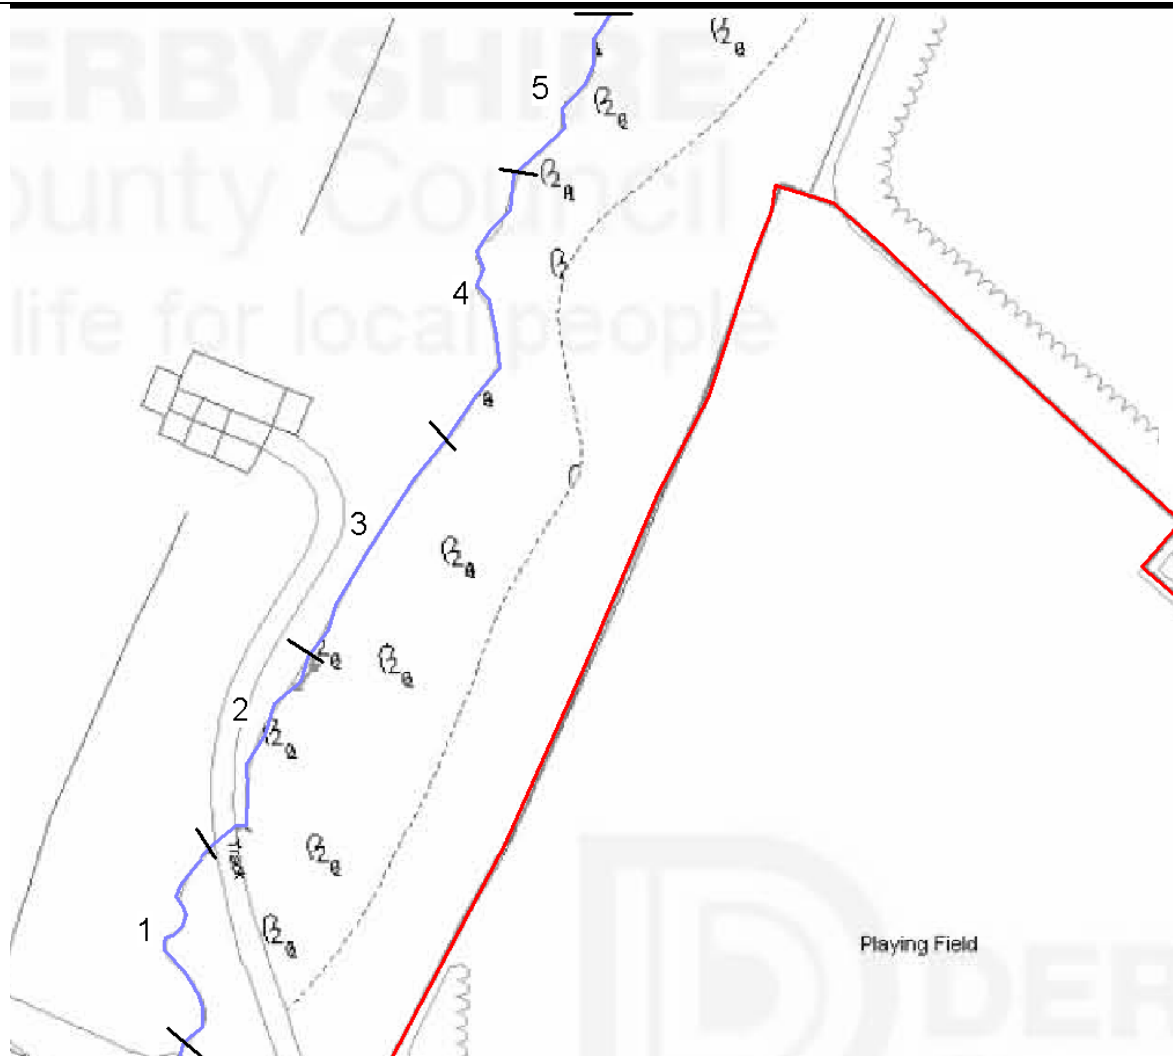 ERBYSHIRE
ounty Council
life for local people
5
4
3
2
Track
1
Playing Field
DER